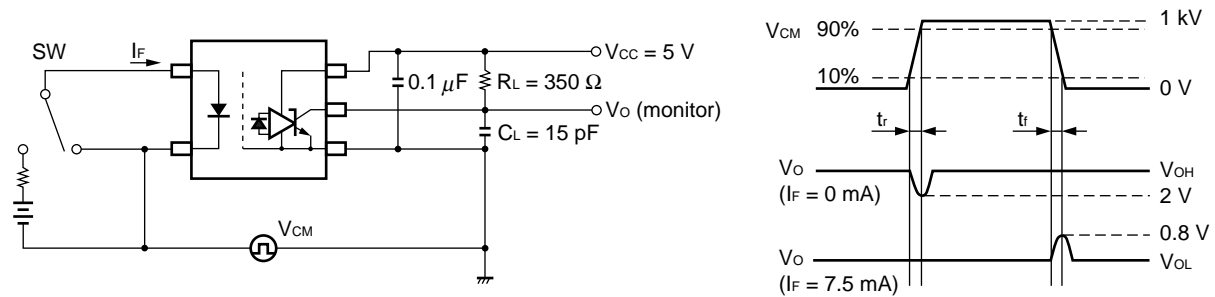 SW
IF
VCC = 5 V
0.1 μF
RL = 350 Ω
VO (monitor)
CL = 15 pF
VCM
VCM 90%
1 kV
10%
0 V
tr
tf
VO
(IF = 0 mA)
VOH
2 V
0.8 V
VO
(IF = 7.5 mA)
VOL